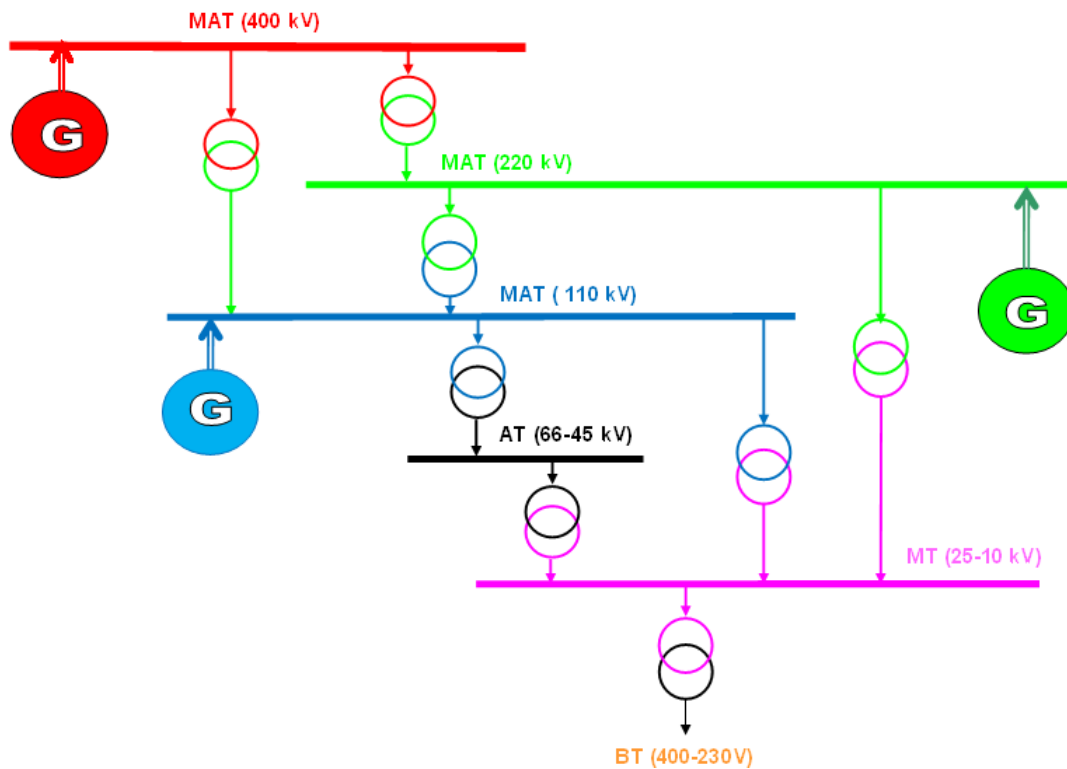 MAT (400 kV)
G
MAT (220 kV)
G
MAT ( 110 kV)
G
AT (66-45 kV)
MT (25-10 kV)
BT (400-230V)